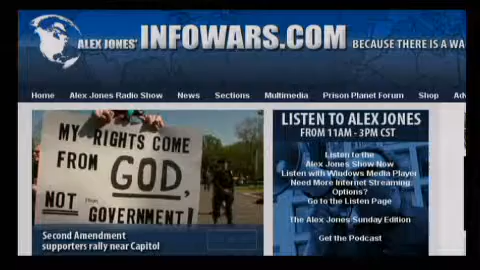 ALEX JONES' INFOWARS.COM BECAUSE THERE IS A WA
Home Alex Jones Radio Show News Sections Multimedia Prison Planet Forum Shop Adv
MY RIGHTS COME
FROM GOD,
NOT GOVERNMENT!
Second Amendment
supporters rally near Capitol
LISTEN TO ALEX JONES
FROM 11AM - 3PM CST
Listen to the
Alex Jones Show Now
Listen with Windows Media Player
Need More Internet Streaming
Options?
Go to the Listen Page
The Alex Jones Sunday Edition
Get the Podcast